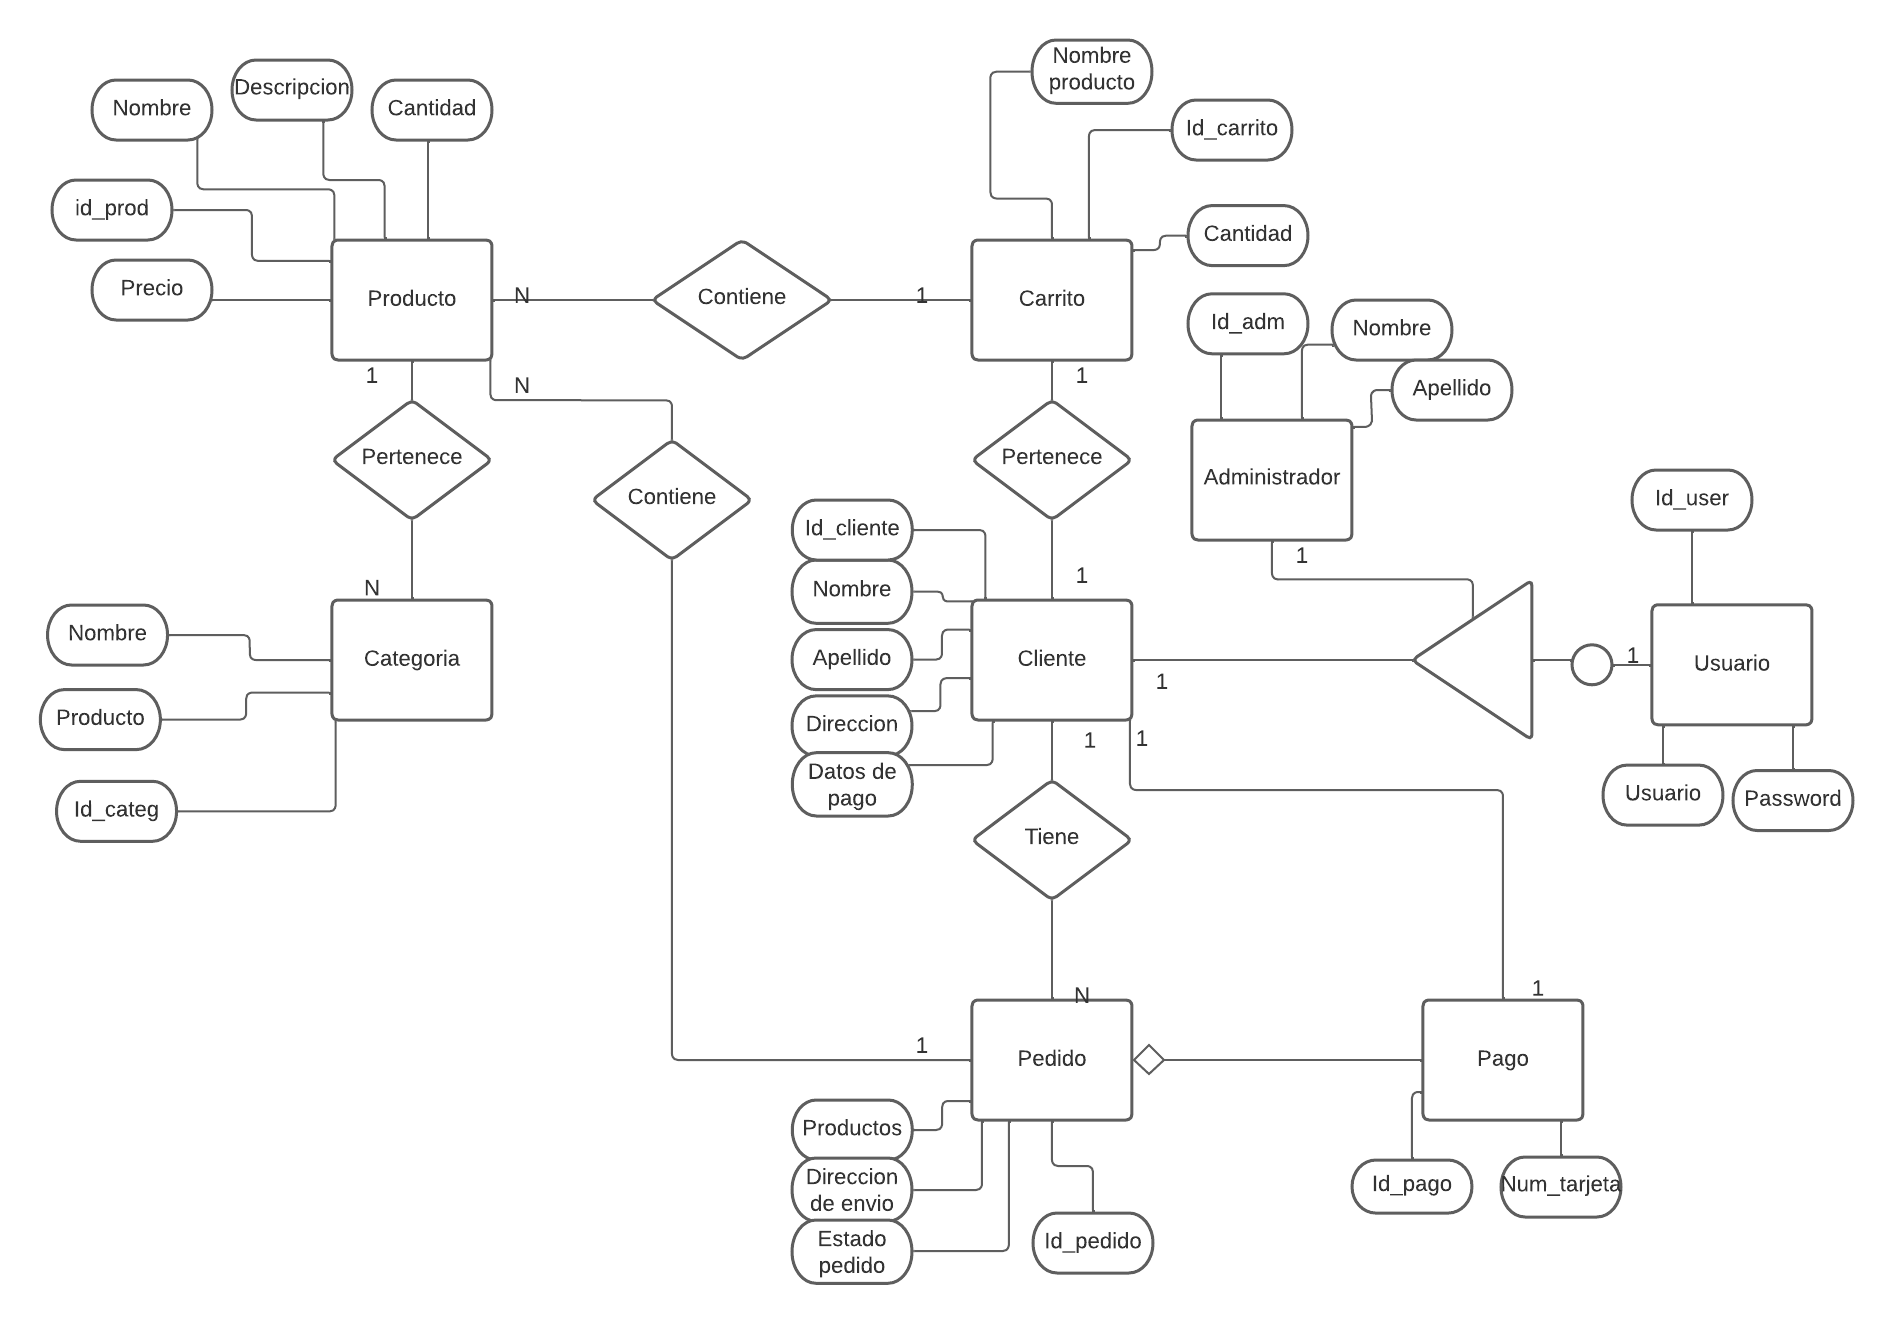 Nombre
producto
Descripcion
Nombre
Cantidad
Id_carrito
id_prod
Cantidad
Precio
Producto
N
Contiene
1
Carrito
Id_adm
Nombre
1
N
1
Apellido
Pertenece
Contiene
Pertenece
Administrador
Id_user
Id_cliente
1
N
Nombre
1
Nombre
Categoria
Apellido
Cliente
1
1
Usuario
Producto
Direccion
1
1
Datos de
pago
Id_categ
Tiene
Usuario
Password
N
1
1
Pedido
Pago
Productos
Direccion
de envio
Id_pago
Num_tarjeta
Estado
pedido
Id_pedido